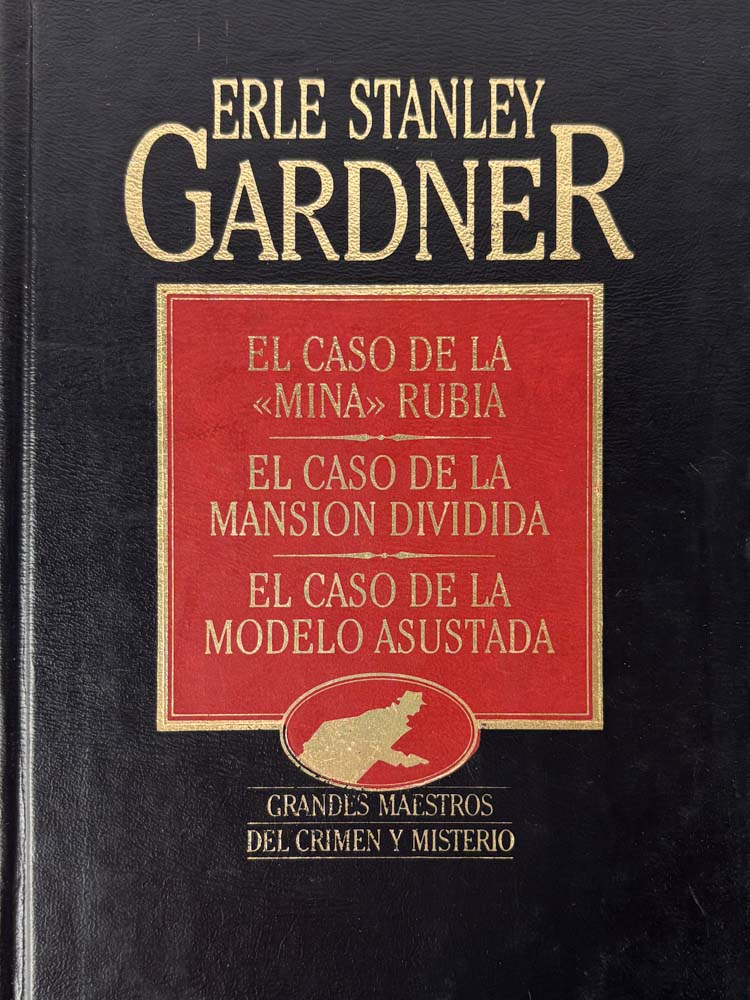 ERLE STANLEY
GARDNER
EL CASO DE LA
«MINA» RUBIA
EL CASO DE LA
MANSION DIVIDIDA
EL CASO DE LA
MODELO ASUSTADA
GRANDES MAESTROS
DEL CRIMEN Y MISTERIO